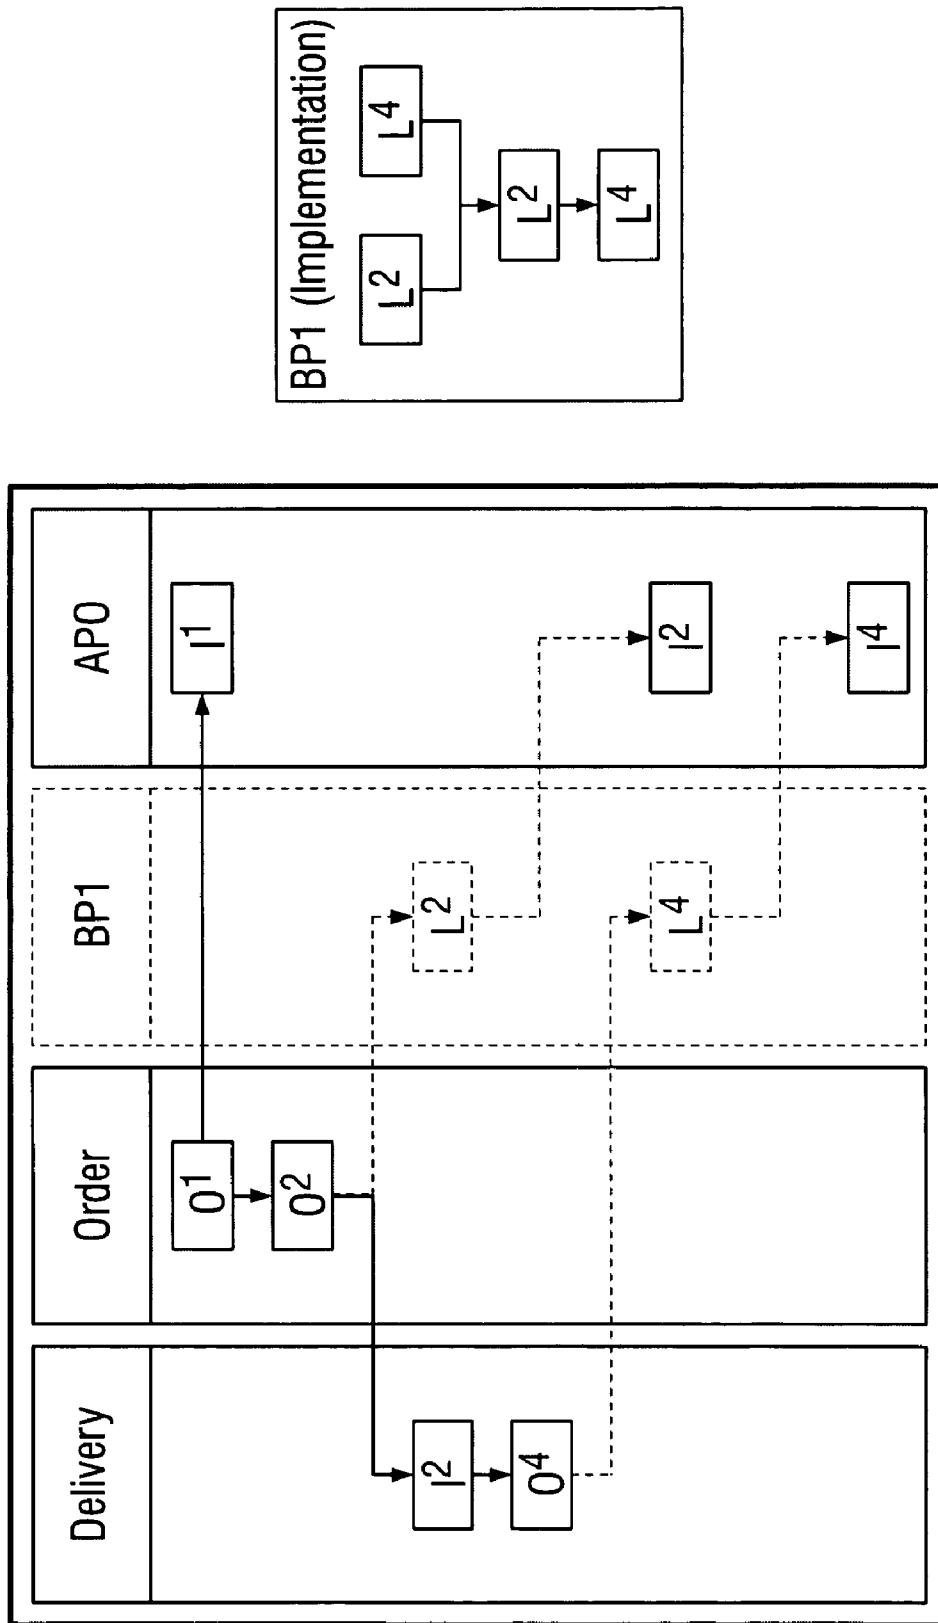 Delivery
Order
BP1
APO
O¹
I¹
O²
I²
L²
O⁴
L⁴
I²
I⁴
BP1 (Implementation)
L²
L⁴
L²
L⁴